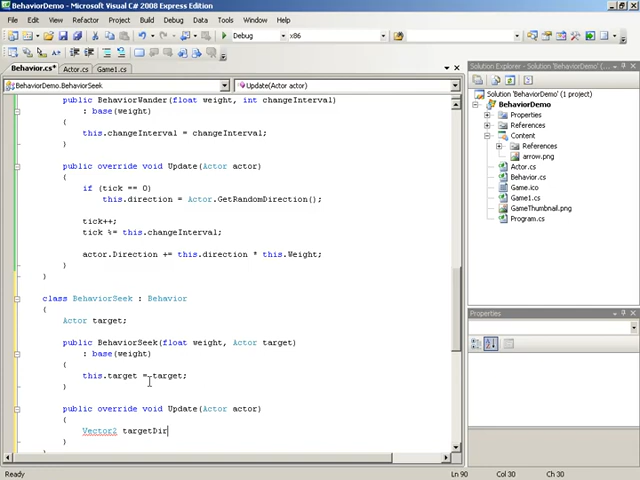 BehaviorDemo - Microsoft Visual C# 2008 Express Edition
File Edit View Refactor Project Build Debug Data Tools Window Help
Debug x86
Behavior.cs* Actor.cs Game1.cs
BehaviorDemo.BehaviorSeek Update(Actor actor)
public BehaviorWander(float weight, int changeInterval)
: base(weight)
{
this.changeInterval = changeInterval;
}
public override void Update(Actor actor)
{
if (tick == 0)
this.direction = Actor.GetRandomDirection();
tick++;
tick %= this.changeInterval;
actor.Direction += this.direction * this.Weight;
}
}
class BehaviorSeek : Behavior
{
Actor target;
public BehaviorSeek(float weight, Actor target)
: base(weight)
{
this.target = target;
}
public override void Update(Actor actor)
{
Vector2 targetDir
}
}
Solution Explorer - BehaviorDemo
Solution 'BehaviorDemo' (1 project)
BehaviorDemo
Properties
References
Content
References
arrow.png
Actor.cs
Behavior.cs
Game.ico
Game1.cs
GameThumbnail.png
Program.cs
Properties
Ready Ln 90 Col 30 Ch 30 INS